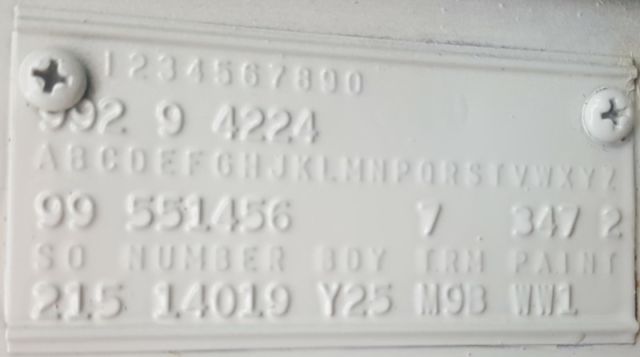 1234567890
992 9 4224
ABCDEFGHJKLMNPQRSTVWXYZ
99 551456 7 347 2
SO NUMBER BDY TRM PAINT
215 14019 Y25 M9B WW1